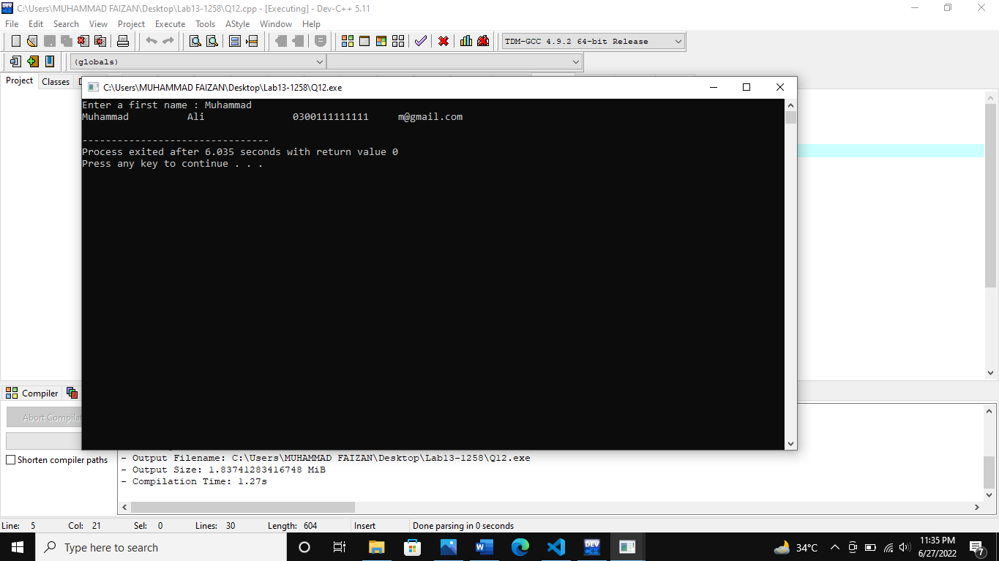 C:\Users\MUHAMMAD FAIZAN\Desktop\Lab13-1258\Q12.cpp - [Executing] - Dev-C++ 5.11
File Edit Search View Project Execute Tools AStyle Window Help
TDM-GCC 4.9.2 64-bit Release
(globals)
Project Classes
C:\Users\MUHAMMAD FAIZAN\Desktop\Lab13-1258\Q12.exe
Enter a first name : Muhammad
Muhammad Ali 0300111111111 m@gmail.com
--------------------------------
Process exited after 6.035 seconds with return value 0
Press any key to continue . . .
Compiler
Abort
Shorten compiler paths
- Output Filename: C:\Users\MUHAMMAD FAIZAN\Desktop\Lab13-1258\Q12.exe
- Output Size: 1.83741283416748 MiB
- Compilation Time: 1.27s
Line: 5 Col: 21 Sel: 0 Lines: 30 Length: 604 Insert Done parsing in 0 seconds
Type here to search
DEV
34°C
11:35 PM
6/27/2022
7